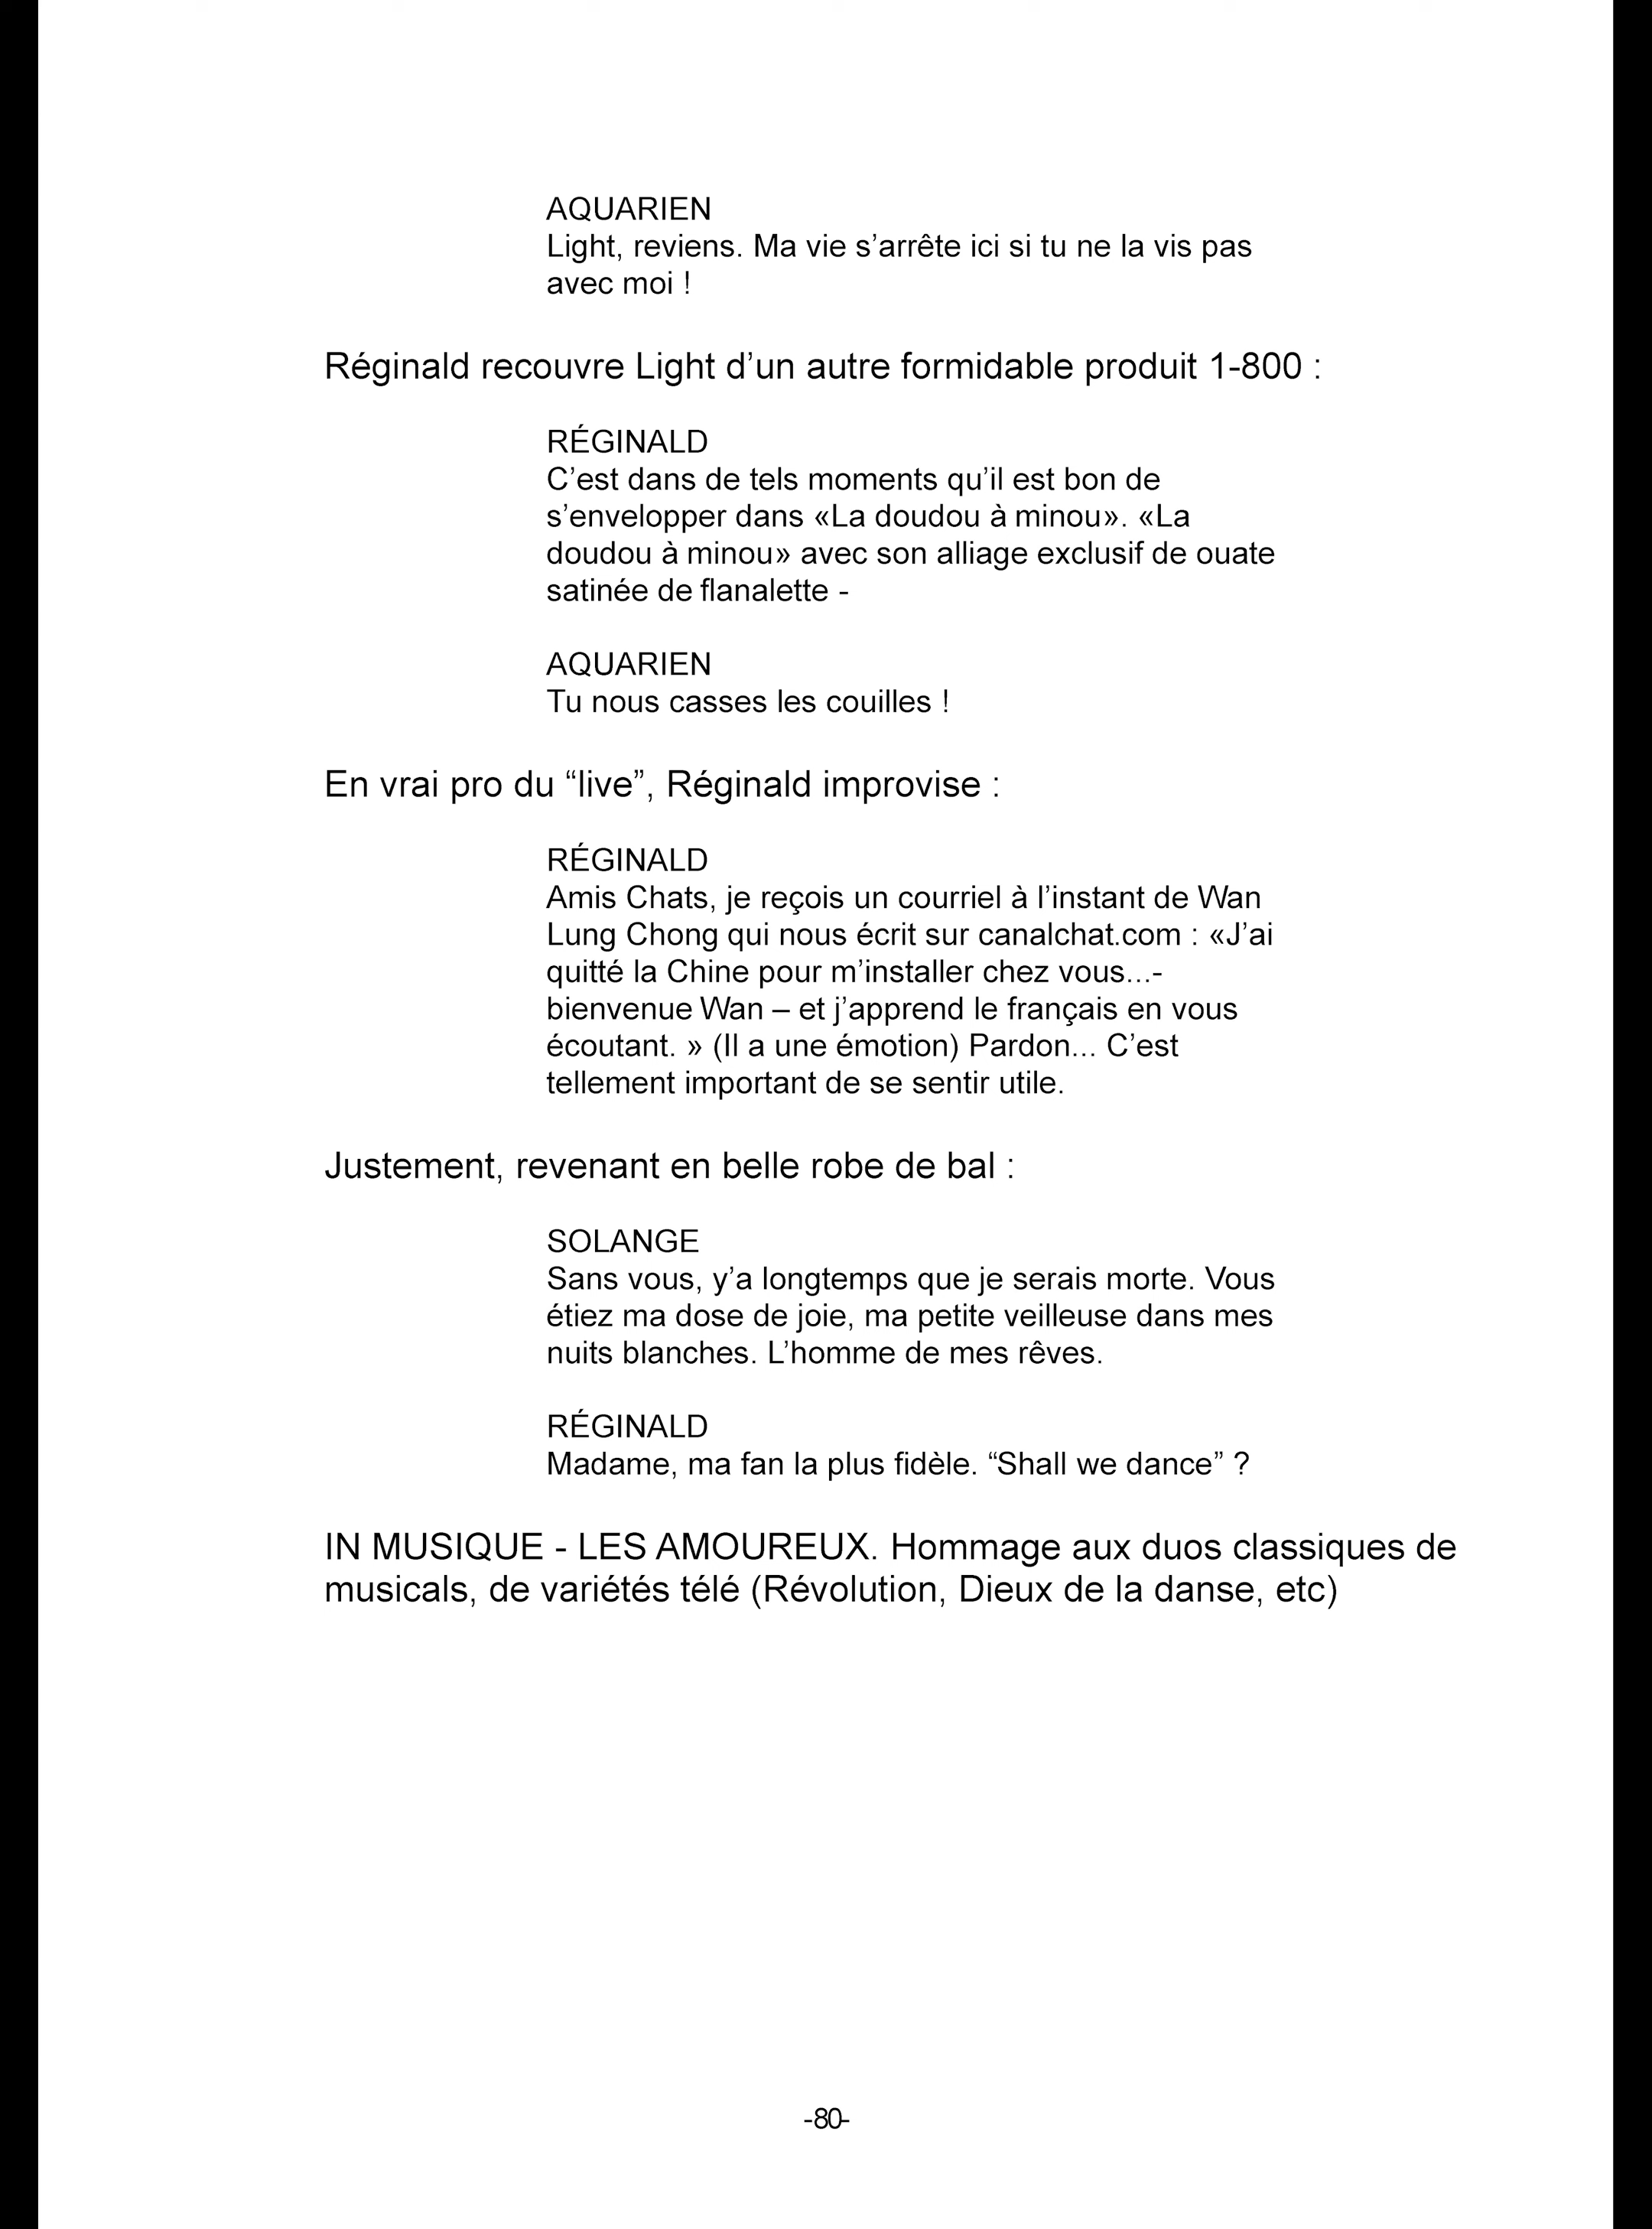 AQUARIEN
Light, reviens. Ma vie s’arrête ici si tu ne la vis pas
avec moi !
Réginald recouvre Light d’un autre formidable produit 1-800 :
RÉGINALD
C’est dans de tels moments qu’il est bon de
s’envelopper dans «La doudou à minou». «La
doudou à minou» avec son alliage exclusif de ouate
satinée de flanalette -
AQUARIEN
Tu nous casses les couilles !
En vrai pro du “live”, Réginald improvise :
RÉGINALD
Amis Chats, je reçois un courriel à l’instant de Wan
Lung Chong qui nous écrit sur canalchat.com : «J’ai
quitté la Chine pour m’installer chez vous...-
bienvenue Wan – et j’apprend le français en vous
écoutant. » (Il a une émotion) Pardon... C’est
tellement important de se sentir utile.
Justement, revenant en belle robe de bal :
SOLANGE
Sans vous, y’a longtemps que je serais morte. Vous
étiez ma dose de joie, ma petite veilleuse dans mes
nuits blanches. L’homme de mes rêves.
RÉGINALD
Madame, ma fan la plus fidèle. “Shall we dance” ?
IN MUSIQUE - LES AMOUREUX. Hommage aux duos classiques de
musicals, de variétés télé (Révolution, Dieux de la danse, etc)
-80-